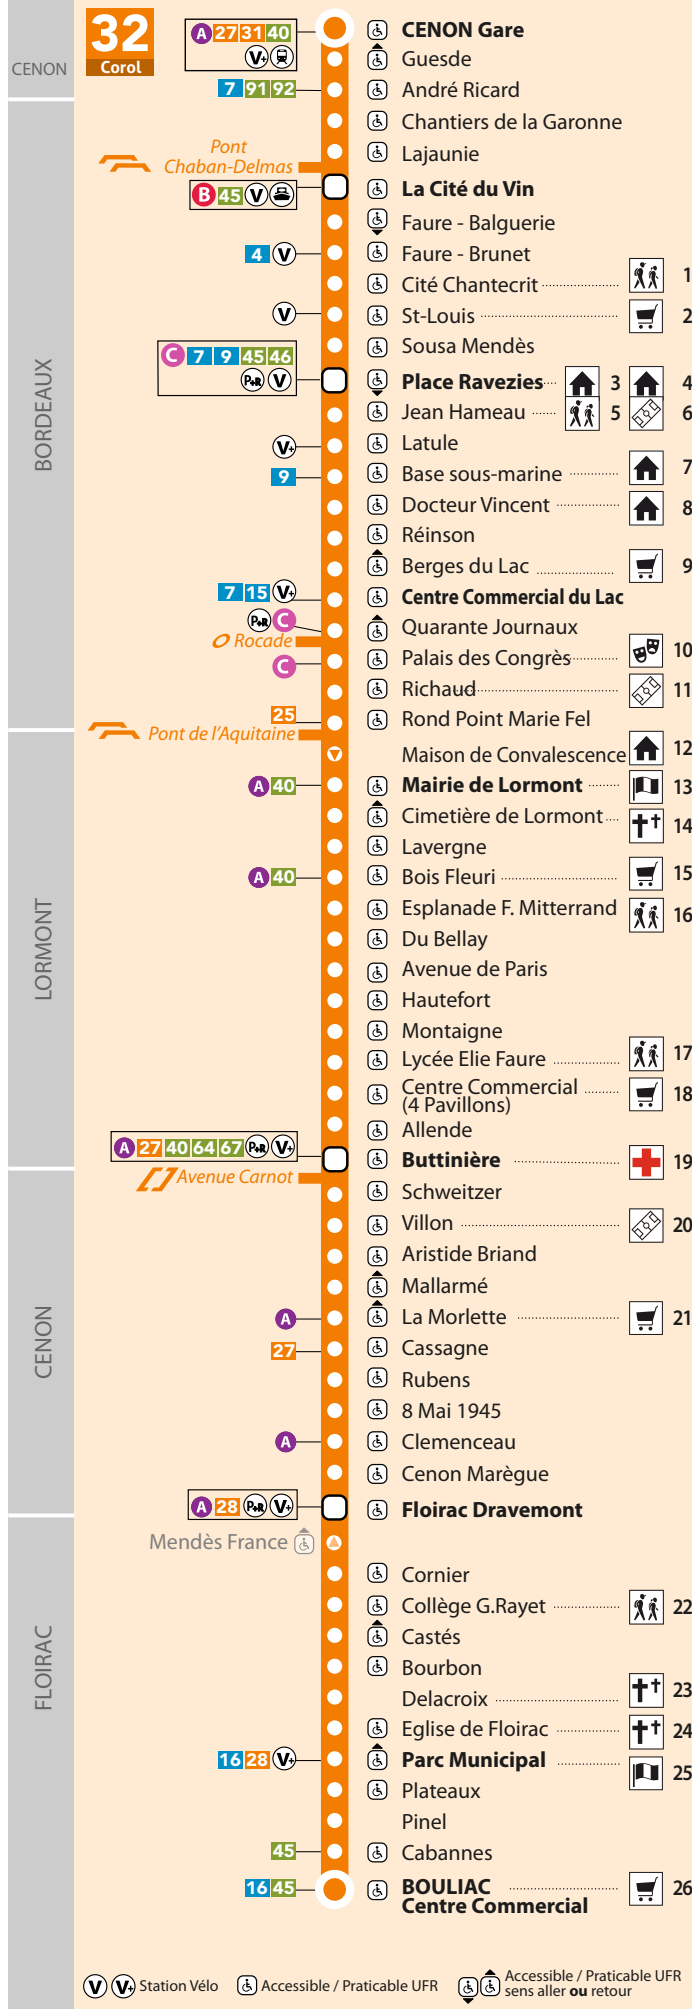 32
Corol
CENON
A 27 31 40
V+
CENON Gare
Guesde
7 91 92
André Ricard
BORDEAUX
Chantiers de la Garonne
Lajaunie
Pont
Chaban-Delmas
B 45 V
La Cité du Vin
Faure - Balguerie
4 V
Faure - Brunet
Cité Chantecrit 1
V
St-Louis 2
Sousa Mendès
C 7 9 45 46
P+R V
Place Ravezies 3 4
Jean Hameau 5 6
V+
Latule
9
Base sous-marine 7
Docteur Vincent 8
Réinson
Berges du Lac 9
7 15 V+
Centre Commercial du Lac
P+R C
Quarante Journaux
Rocade
C
Palais des Congrès 10
Richaud 11
25
Rond Point Marie Fel
Pont de l'Aquitaine
LORMONT
Maison de Convalescence 12
A 40
Mairie de Lormont 13
Cimetière de Lormont 14
Lavergne
A 40
Bois Fleuri 15
Esplanade F. Mitterrand 16
Du Bellay
Avenue de Paris
Hautefort
Montaigne
Lycée Elie Faure 17
Centre Commercial 18
(4 Pavillons)
Allende
A 27 40 64 67 P+R V+
Buttinière 19
Avenue Carnot
CENON
Schweitzer
Villon 20
Aristide Briand
Mallarmé
A
La Morlette 21
27
Cassagne
Rubens
8 Mai 1945
A
Clemenceau
Cenon Marègue
A 28 P+R V+
Floirac Dravemont
FLOIRAC
Mendès France
Cornier
Collège G.Rayet 22
Castés
Bourbon
Delacroix 23
Eglise de Floirac 24
16 28 V+
Parc Municipal 25
Plateaux
Pinel
45
Cabannes
16 45
BOULIAC 26
Centre Commercial
V V+ Station Vélo
Accessible / Praticable UFR
Accessible / Praticable UFR
sens aller ou retour